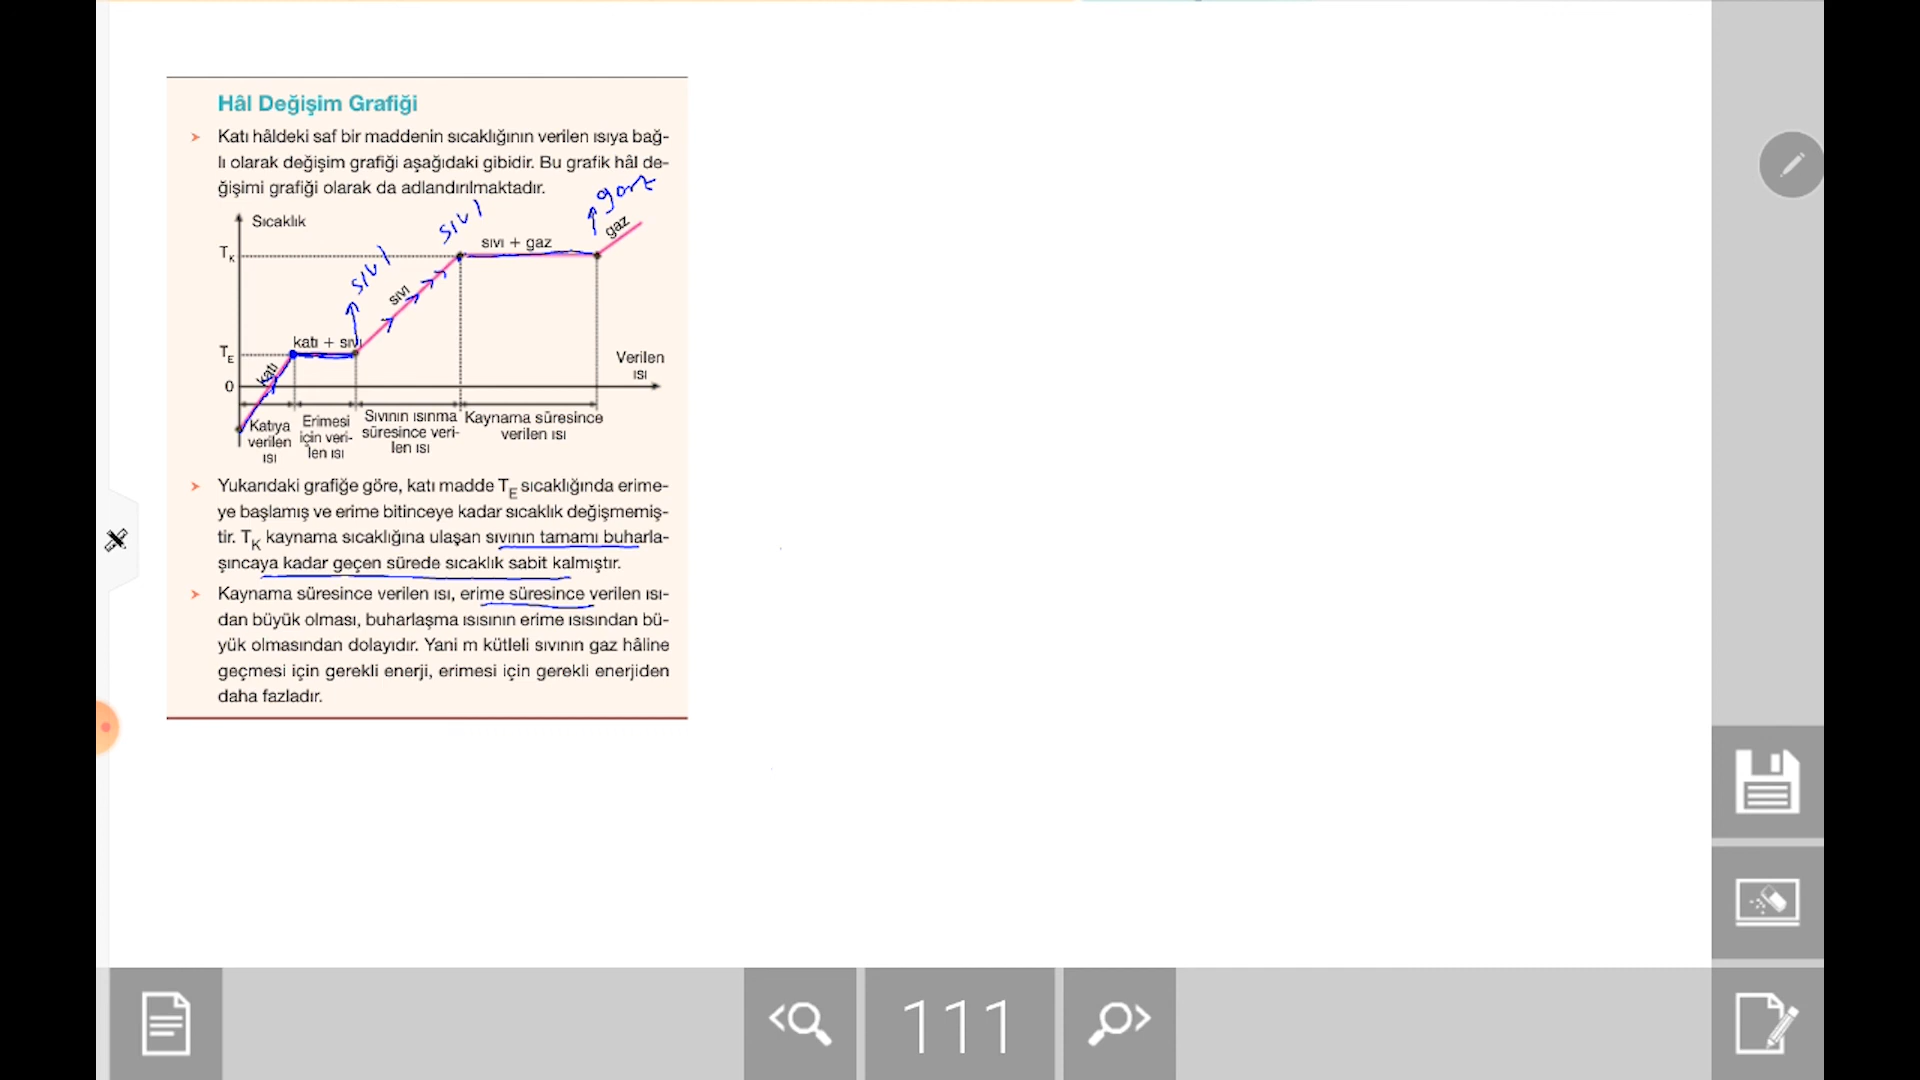 Hâl Değişim Grafiği
➤ Katı hâldeki saf bir maddenin sıcaklığının verilen ısıya bağ-
lı olarak değişim grafiği aşağıdaki gibidir. Bu grafik hâl de-
ğişimi grafiği olarak da adlandırılmaktadır.
Sıcaklık
sıvı
sıvı
gaz
sıvı + gaz
T_K
sıvı
katı + sıvı
T_E
katı
0
Verilen
ısı
Katıya
verilen
ısı
Erimesi
için veri-
len ısı
Sıvının ısınma
süresince veri-
len ısı
Kaynama süresince
verilen ısı
➤ Yukarıdaki grafiğe göre, katı madde T_E sıcaklığında erime-
ye başlamış ve erime bitinceye kadar sıcaklık değişmemiş-
tir. T_K kaynama sıcaklığına ulaşan sıvının tamamı buharla-
şıncaya kadar geçen sürede sıcaklık sabit kalmıştır.
➤ Kaynama süresince verilen ısı, erime süresince verilen ısı-
dan büyük olması, buharlaşma ısısının erime ısısından bü-
yük olmasından dolayıdır. Yani m kütleli sıvının gaz hâline
geçmesi için gerekli enerji, erimesi için gerekli enerjiden
daha fazladır.
111